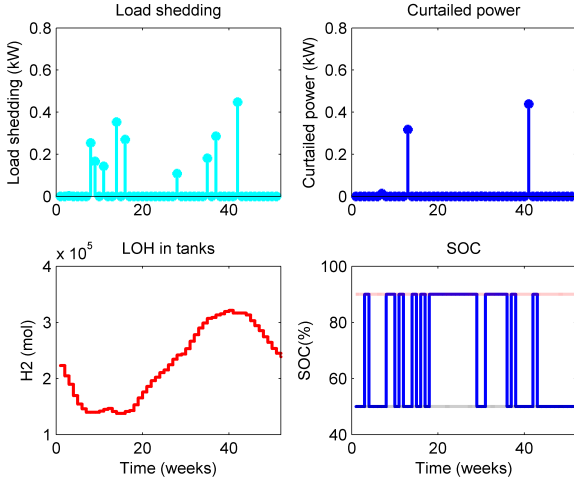 Load shedding
Load shedding (kW)
0.8
0.6
0.4
0.2
0
0
20
40
Curtailed power
Curtailed power (kW)
0.8
0.6
0.4
0.2
0
0
20
40
LOH in tanks
x 10^5
H2 (mol)
4
3
2
1
0
20
40
Time (weeks)
SOC
SOC(%)
100
80
60
40
0
20
40
Time (weeks)